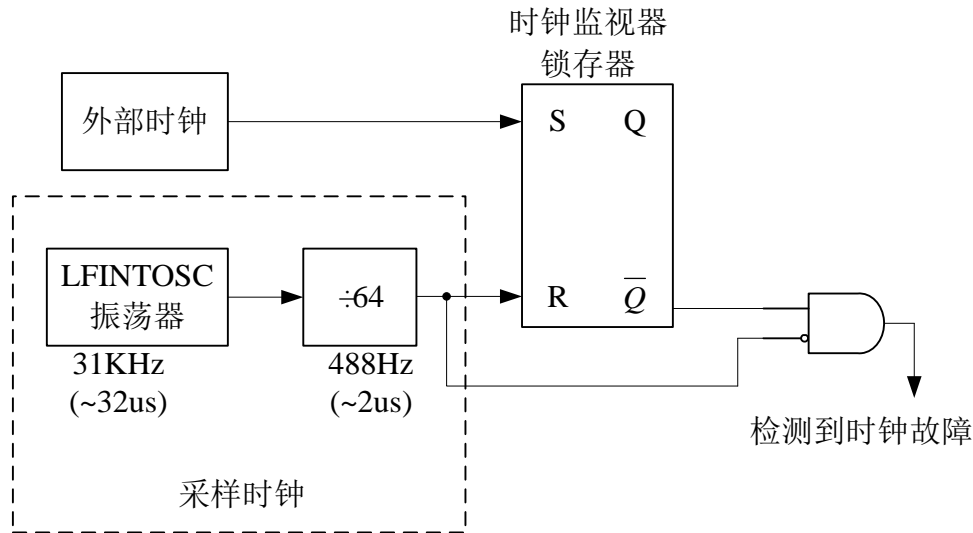 时钟监视器
锁存器
外部时钟
S
Q
LFINTOSC
振荡器
÷64
R
Q̅
31KHz
(~32us)
488Hz
(~2us)
检测到时钟故障
采样时钟